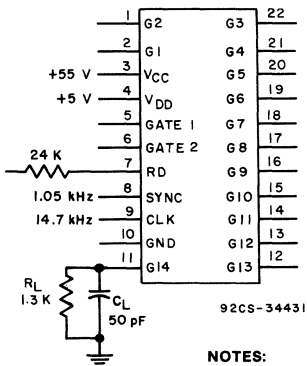 1 G2 G3 22
2 G1 G4 21
+55 V 3 VCC G5 20
+5 V 4 VDD G6 19
5 GATE 1 G7 18
6 GATE 2 G8 17
24 K 7 RD G9 16
1.05 kHz 8 SYNC G10 15
14.7 kHz 9 CLK G11 14
10 GND G12 13
11 G14 G13 12
RL
1.3 K
CL
50 pF
92CS-34431
NOTES: